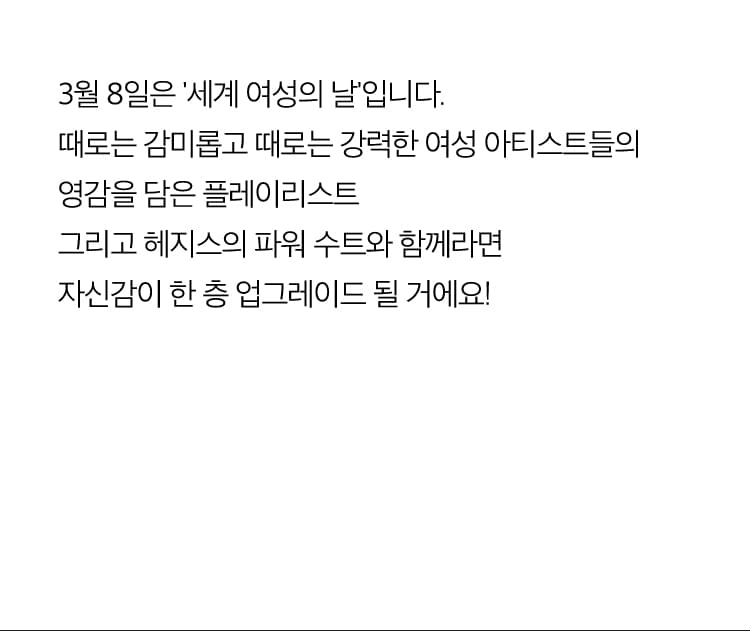 3월 8일은 '세계 여성의 날'입니다.
때로는 감미롭고 때로는 강력한 여성 아티스트들의
영감을 담은 플레이리스트
그리고 헤지스의 파워 수트와 함께라면
자신감이 한 층 업그레이드 될 거에요!